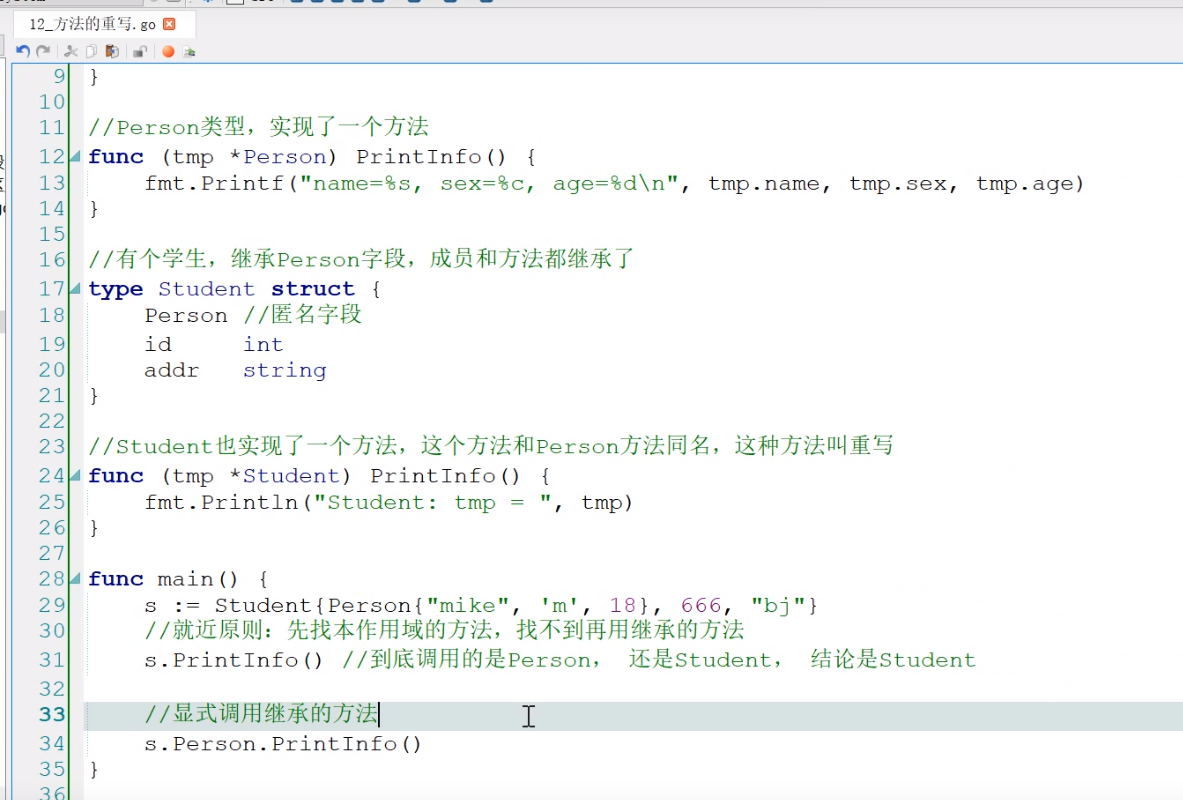 12_方法的重写.go
9 }
10
11 //Person类型，实现了一个方法
12 func (tmp *Person) PrintInfo() {
13 fmt.Printf("name=%s, sex=%c, age=%d\n", tmp.name, tmp.sex, tmp.age)
14 }
15
16 //有个学生，继承Person字段，成员和方法都继承了
17 type Student struct {
18 Person //匿名字段
19 id int
20 addr string
21 }
22
23 //Student也实现了一个方法，这个方法和Person方法同名，这种方法叫重写
24 func (tmp *Student) PrintInfo() {
25 fmt.Println("Student: tmp = ", tmp)
26 }
27
28 func main() {
29 s := Student{Person{"mike", 'm', 18}, 666, "bj"}
30 //就近原则：先找本作用域的方法，找不到再用继承的方法
31 s.PrintInfo() //到底调用的是Person， 还是Student， 结论是Student
32
33 //显式调用继承的方法
34 s.Person.PrintInfo()
35 }
36